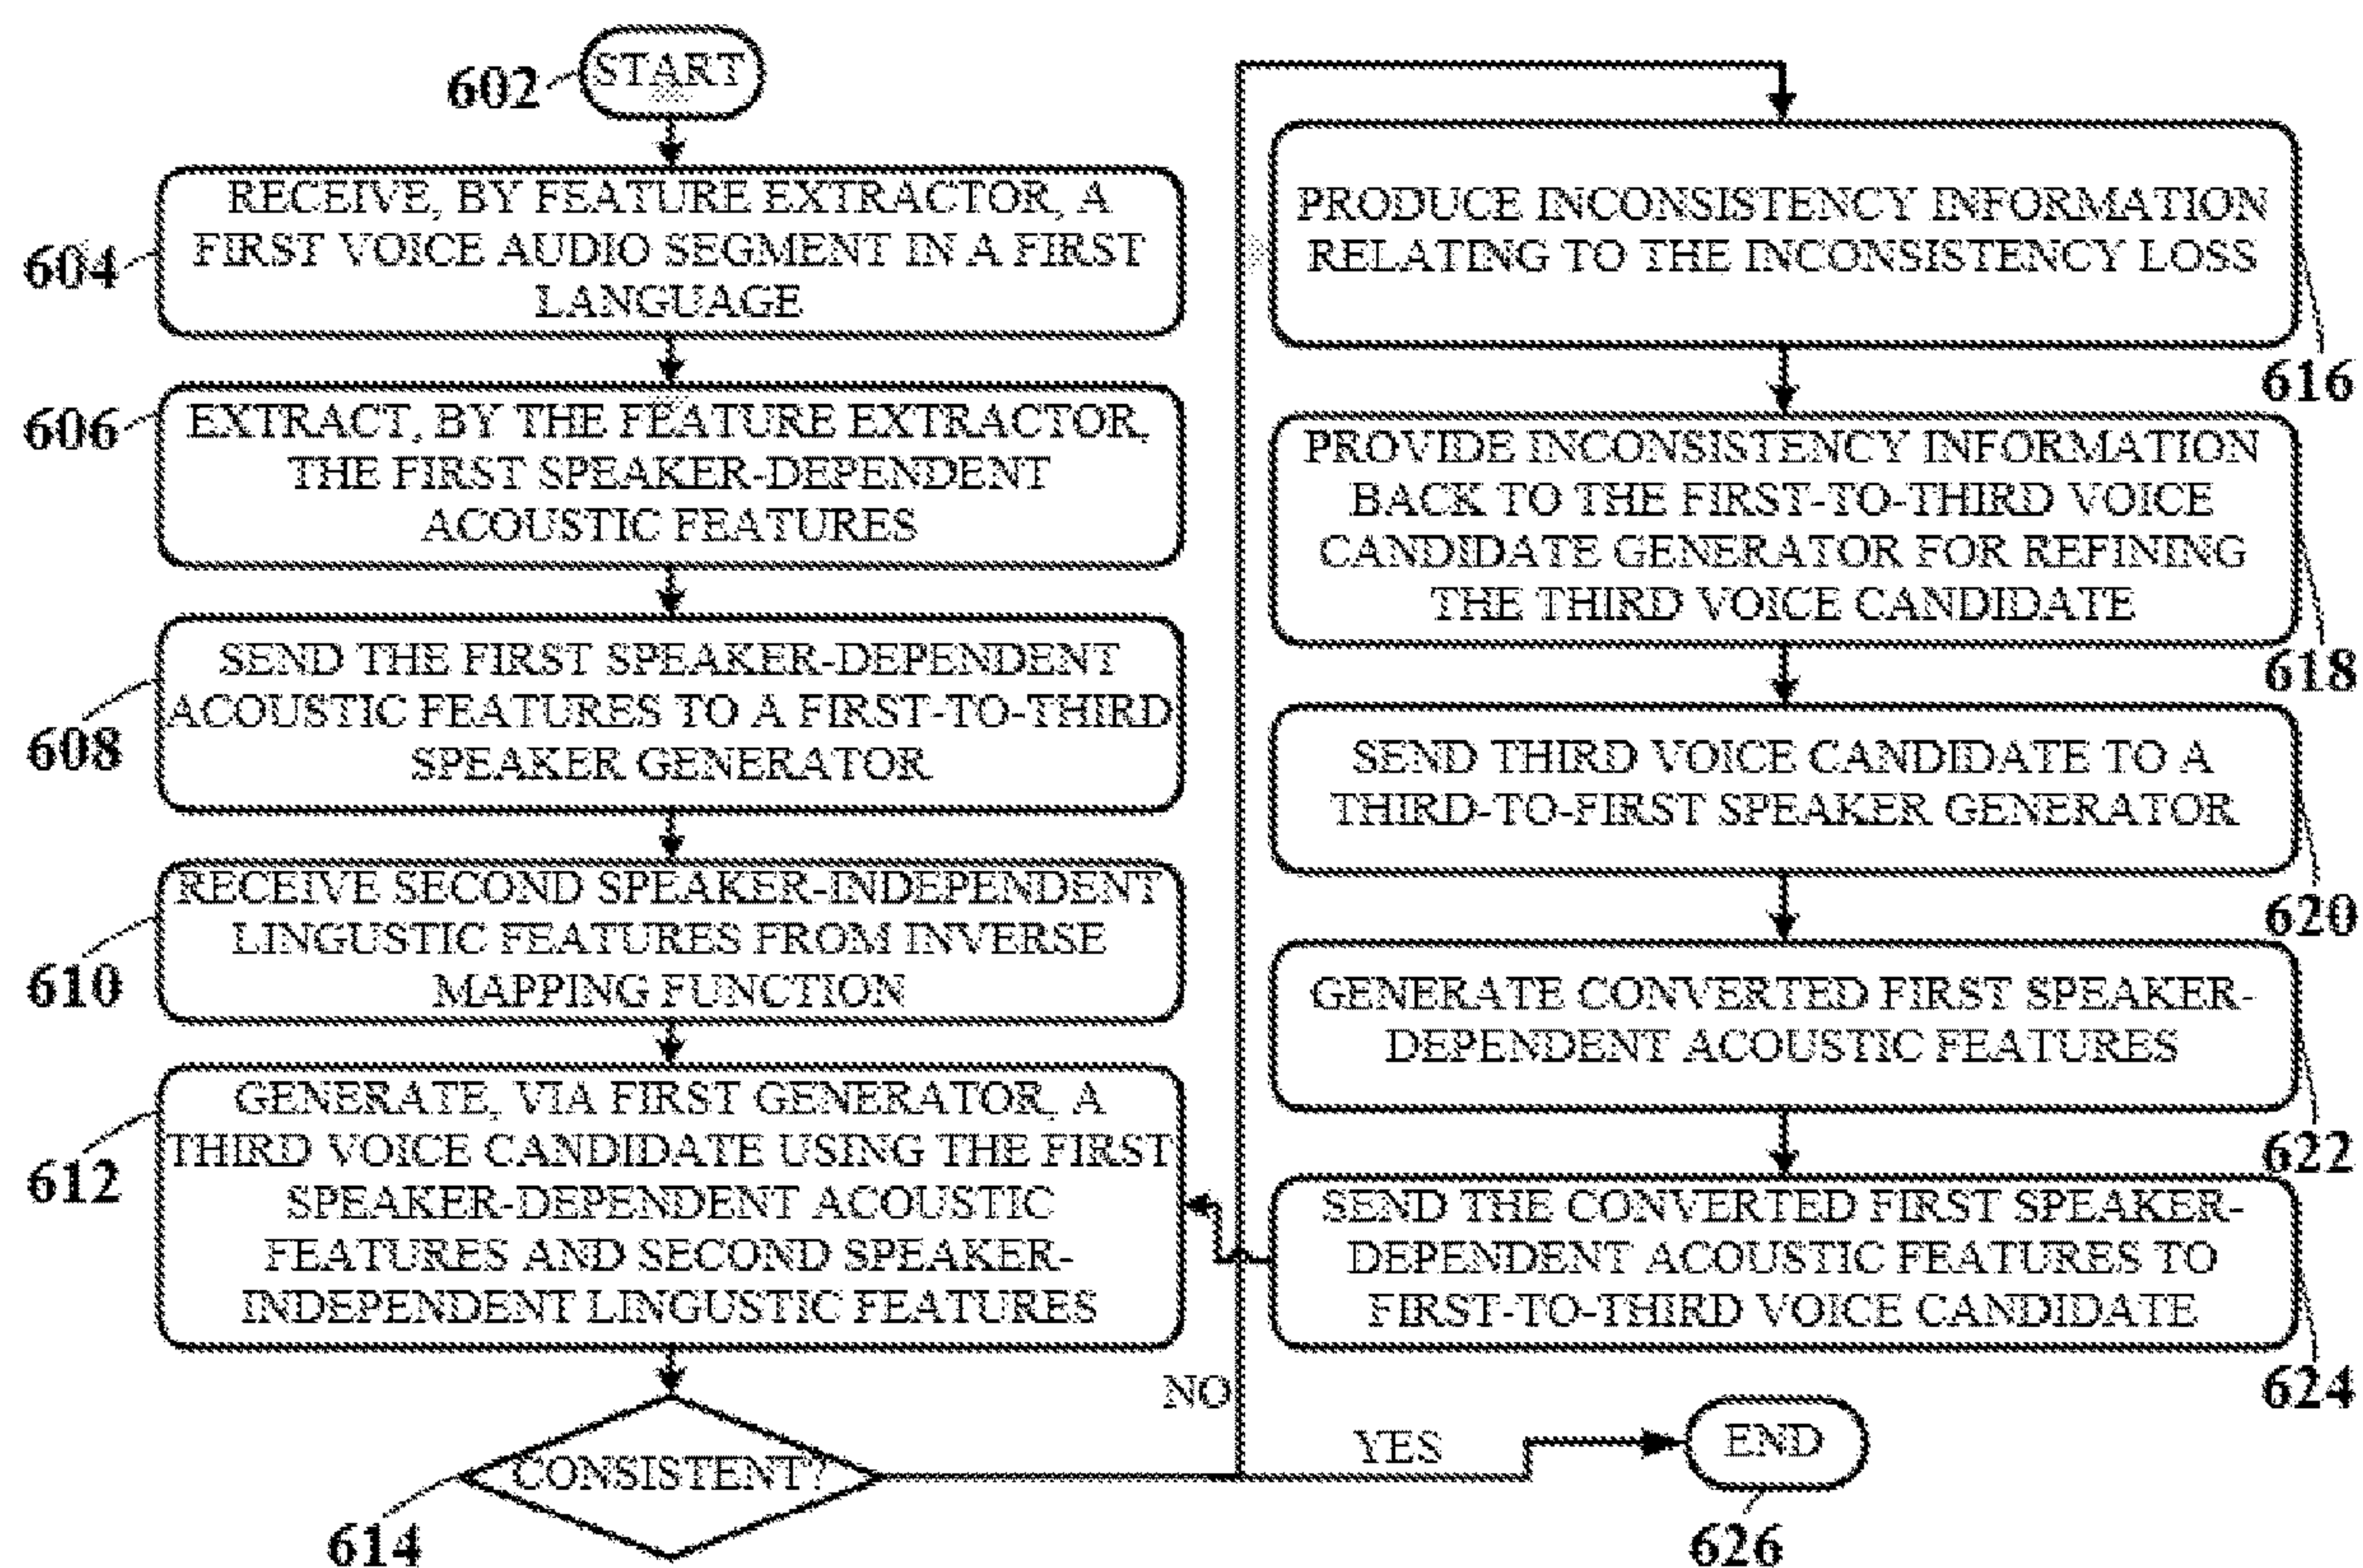 602
START
604
RECEIVE, BY FEATURE EXTRACTOR, A
FIRST VOICE AUDIO SEGMENT IN A FIRST
LANGUAGE
606
EXTRACT, BY THE FEATURE EXTRACTOR,
THE FIRST SPEAKER-DEPENDENT
ACOUSTIC FEATURES
608
SEND THE FIRST SPEAKER-DEPENDENT
ACOUSTIC FEATURES TO A FIRST-TO-THIRD
SPEAKER GENERATOR
610
RECEIVE SECOND SPEAKER-INDEPENDENT
LINGUSTIC FEATURES FROM INVERSE
MAPPING FUNCTION
612
GENERATE, VIA FIRST GENERATOR, A
THIRD VOICE CANDIDATE USING THE FIRST
SPEAKER-DEPENDENT ACOUSTIC
FEATURES AND SECOND SPEAKER-
INDEPENDENT LINGUSTIC FEATURES
614
CONSISTENT?
NO
YES
PRODUCE INCONSISTENCY INFORMATION
RELATING TO THE INCONSISTENCY LOSS
616
PROVIDE INCONSISTENCY INFORMATION
BACK TO THE FIRST-TO-THIRD VOICE
CANDIDATE GENERATOR FOR REFINING
THE THIRD VOICE CANDIDATE
618
SEND THIRD VOICE CANDIDATE TO A
THIRD-TO-FIRST SPEAKER GENERATOR
620
GENERATE CONVERTED FIRST SPEAKER-
DEPENDENT ACOUSTIC FEATURES
622
SEND THE CONVERTED FIRST SPEAKER-
DEPENDENT ACOUSTIC FEATURES TO
FIRST-TO-THIRD VOICE CANDIDATE
624
END
626